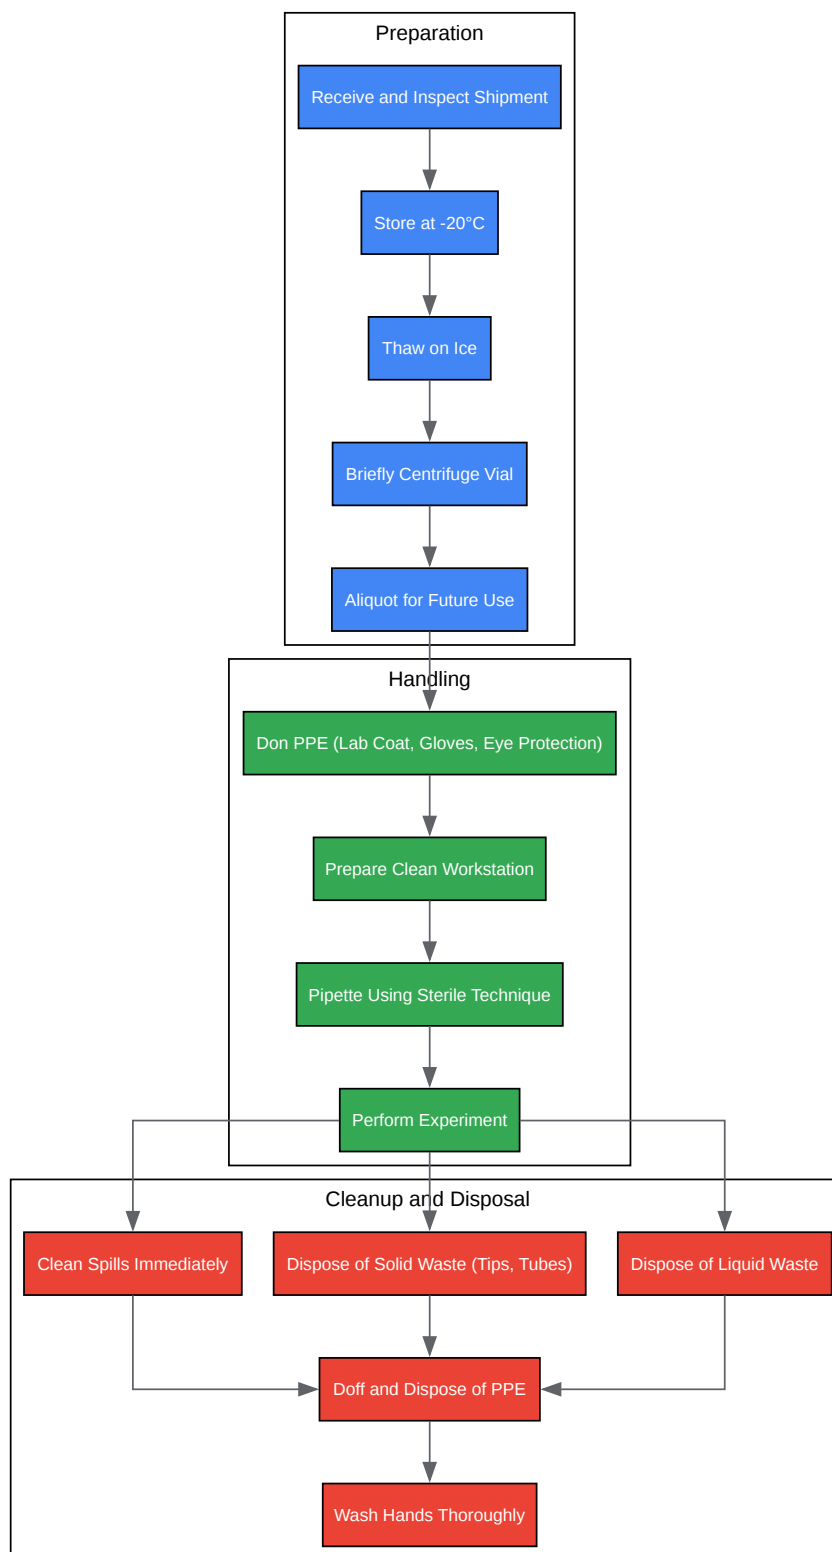 Preparation
Receive and Inspect Shipment
Store at -20°C
Thaw on Ice
Briefly Centrifuge Vial
Aliquot for Future Use
Handling
Don PPE (Lab Coat, Gloves, Eye Protection)
Prepare Clean Workstation
Pipette Using Sterile Technique
Perform Experiment
Cleanup and Disposal
Clean Spills Immediately
Dispose of Solid Waste (Tips, Tubes)
Dispose of Liquid Waste
Doff and Dispose of PPE
Wash Hands Thoroughly